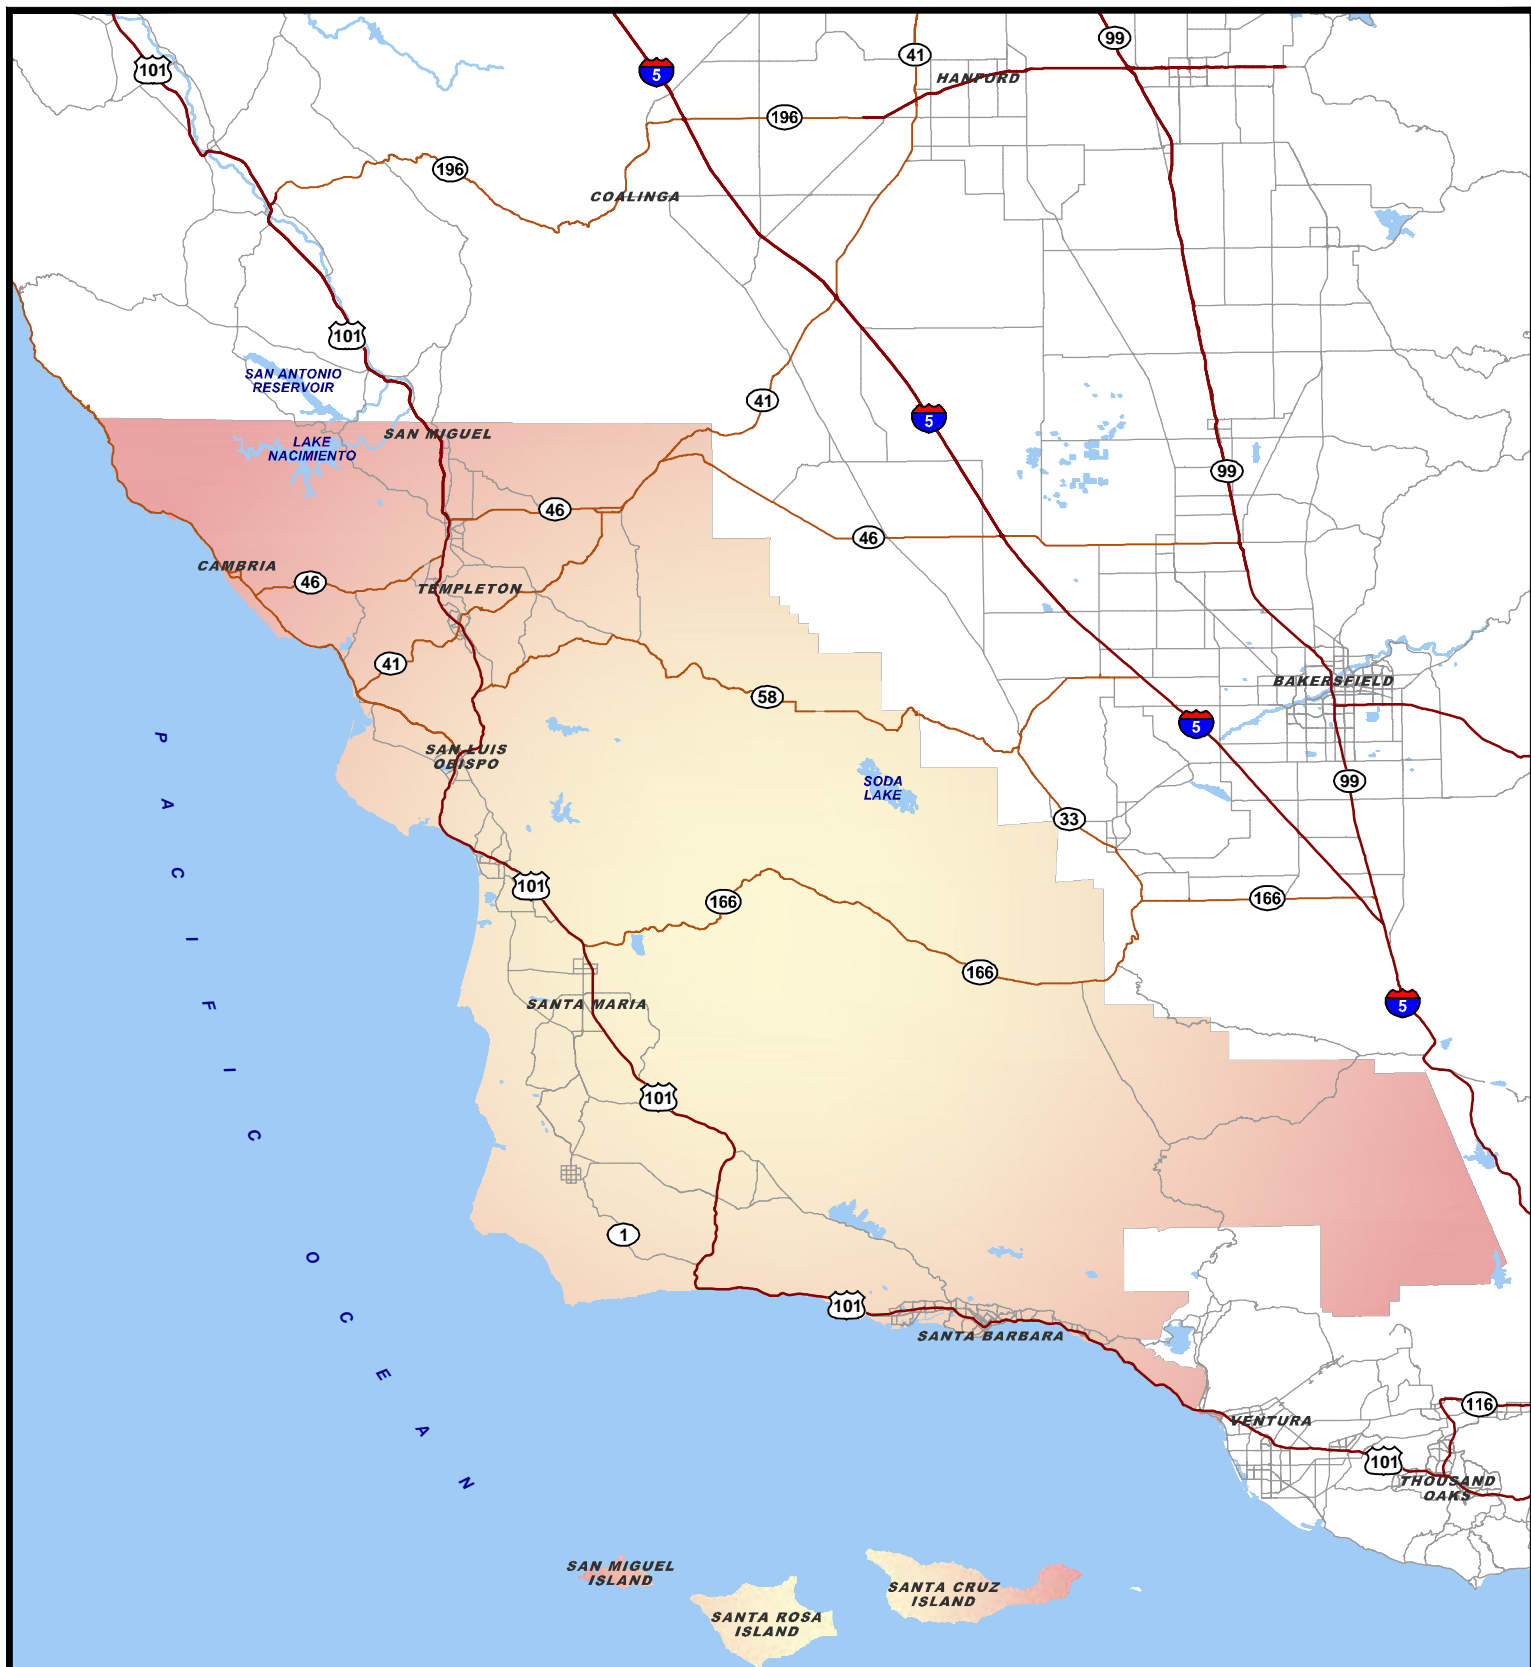 99
41
101
5
HANFORD
196
196
COALINGA
101
SAN ANTONIO
RESERVOIR
41
5
SAN MIGUEL
LAKE
NACIMIENTO
99
46
46
CAMBRIA
46
TEMPLETON
41
BAKERSFIELD
58
5
SAN LUIS
OBISPO
SODA
LAKE
99
33
101
166
166
166
SANTA MARIA
5
101
1
101
SANTA BARBARA
116
VENTURA
101
THOUSAND
OAKS
PACIFIC OCEAN
SAN MIGUEL
ISLAND
SANTA CRUZ
ISLAND
SANTA ROSA
ISLAND